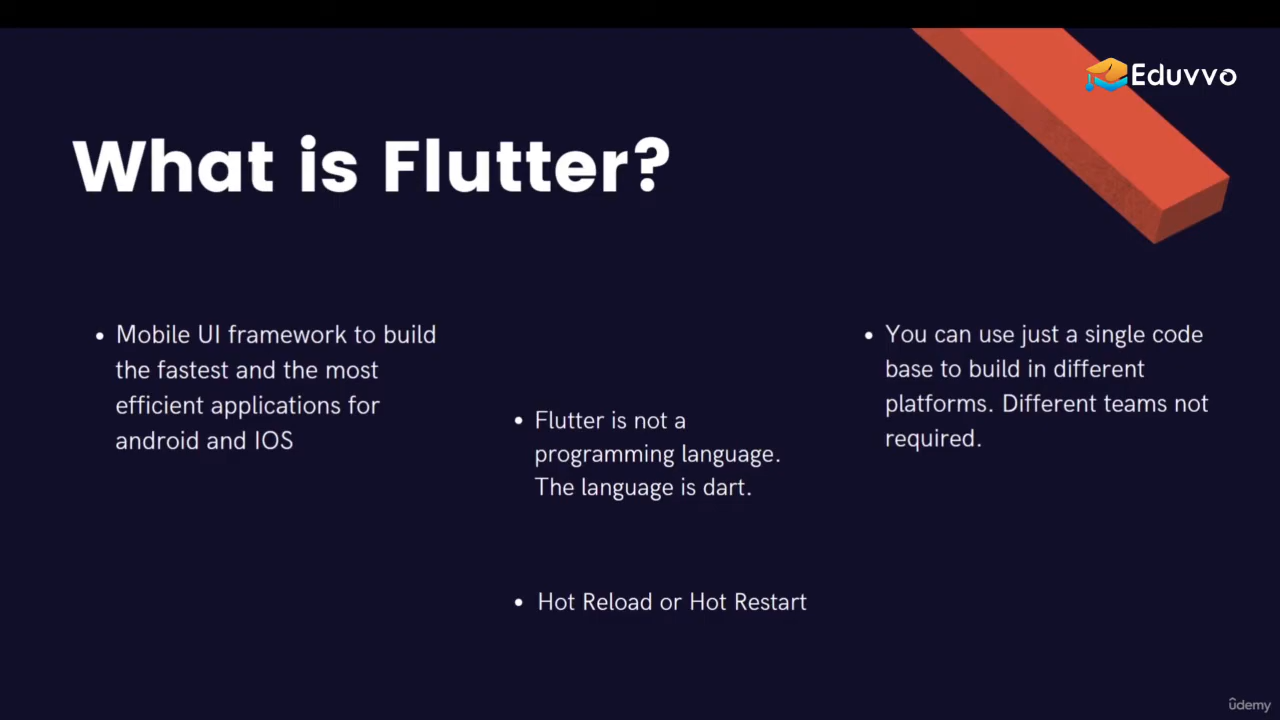 Eduvvo
What is Flutter?
• Mobile UI framework to build
the fastest and the most
efficient applications for
android and IOS
• Flutter is not a
programming language.
The language is dart.
• Hot Reload or Hot Restart
• You can use just a single code
base to build in different
platforms. Different teams not
required.
ûdemy